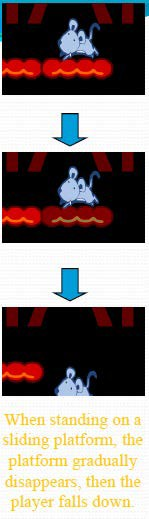 When standing on a
sliding platform, the
platform gradually
disappears, then the
player falls down.